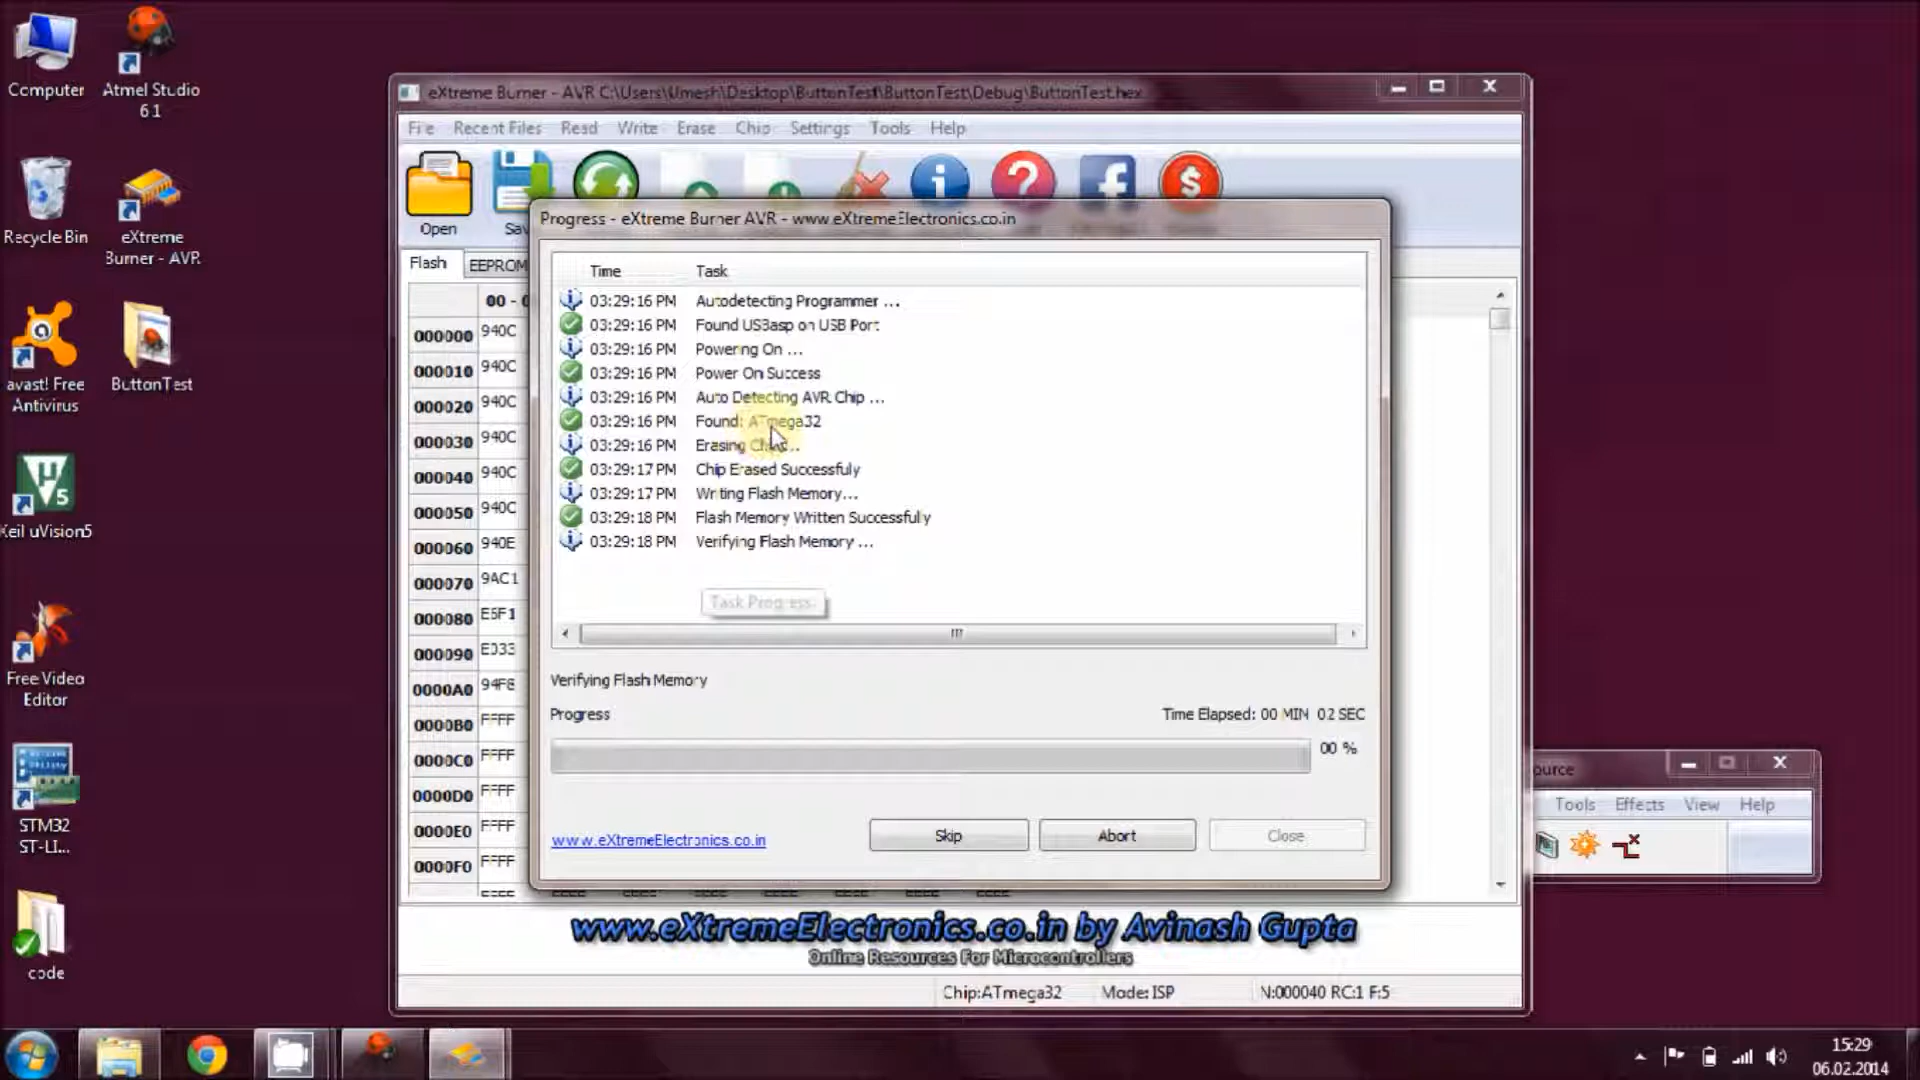 Computer
Atmel Studio
6.1
Recycle Bin
eXtreme
Burner - AVR
avast! Free
Antivirus
ButtonTest
Keil uVision5
Free Video
Editor
STM32
ST-LI...
code
eXtreme Burner - AVR C:\Users\Umesh\Desktop\ButtonTest\ButtonTest\Debug\ButtonTest.hex
File Recent Files Read Write Erase Chip Settings Tools Help
Open
Flash EEPROM
000000 940C
000010 940C
000020 940C
000030 940C
000040 940C
000050 940C
000060 940E
000070 9AC1
000080 E5F1
000090 E033
0000A0 94F8
0000B0 FFFF
0000C0 FFFF
0000D0 FFFF
0000E0 FFFF
0000F0 FFFF
Progress - eXtreme Burner AVR - www.eXtremeElectronics.co.in
Time Task
03:29:16 PM Autodetecting Programmer ...
03:29:16 PM Found USBasp on USB Port
03:29:16 PM Powering On ...
03:29:16 PM Power On Success
03:29:16 PM Auto Detecting AVR Chip ...
03:29:16 PM Found: ATmega32
03:29:16 PM Erasing Chip...
03:29:17 PM Chip Erased Successfuly
03:29:17 PM Writing Flash Memory...
03:29:18 PM Flash Memory Written Successfully
03:29:18 PM Verifying Flash Memory ...
Task Progress
Verifying Flash Memory
Progress
Time Elapsed: 00 MIN 02 SEC
00 %
www.eXtremeElectronics.co.in
Skip
Abort
Close
Tools Effects View Help
www.eXtremeElectronics.co.in by Avinash Gupta
Online Resources For Microcontrollers
Chip:ATmega32 Mode: ISP N:000040 RC:1 F:5
15:29
06.02.2014